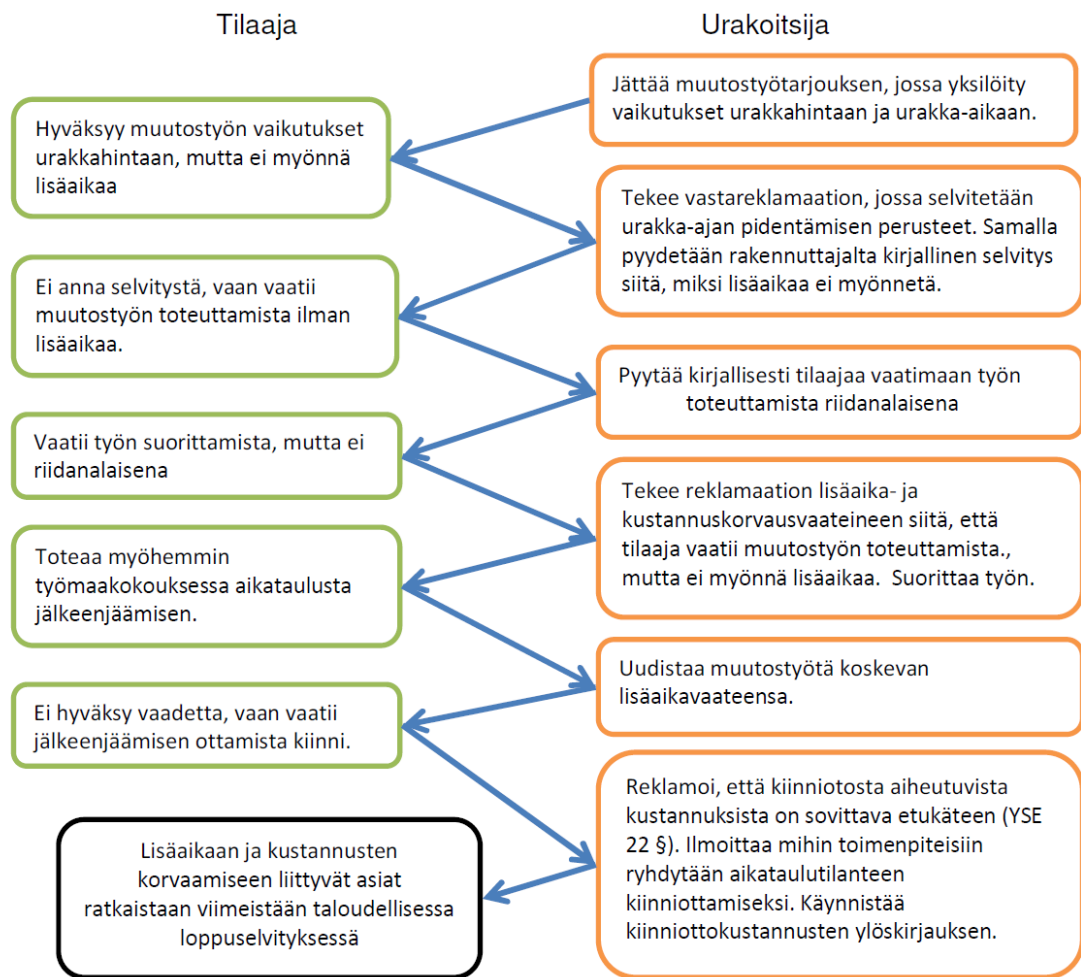 Tilaaja
Urakoitsija
Jättää muutostyötarjouksen, jossa yksilöity
vaikutukset urakkahintaan ja urakka-aikaan.
Hyväksyy muutostyön vaikutukset
urakkahintaan, mutta ei myönnä
lisäaikaa
Tekee vastareklamaation, jossa selvitetään
urakka-ajan pidentämisen perusteet. Samalla
pyydetään rakennuttajalta kirjallinen selvitys
siitä, miksi lisäaikaa ei myönnetä.
Ei anna selvitystä, vaan vaatii
muutostyön toteuttamista ilman
lisäaikaa.
Pyytää kirjallisesti tilaajaa vaatimaan työn
toteuttamista riidanalaisena
Vaatii työn suorittamista, mutta ei
riidanalaisena
Tekee reklamaation lisäaika- ja
kustannuskorvausvaateineen siitä, että
tilaaja vaatii muutostyön toteuttamista.,
mutta ei myönnä lisäaikaa. Suorittaa työn.
Toteaa myöhemmin
työmaakokouksessa aikataulusta
jälkeenjäämisen.
Uudistaa muutostyötä koskevan
lisäaikavaateensa.
Ei hyväksy vaadetta, vaan vaatii
jälkeenjäämisen ottamista kiinni.
Reklamoi, että kiinniotosta aiheutuvista
kustannuksista on sovittava etukäteen (YSE
22 §). Ilmoittaa mihin toimenpiteisiin
ryhdytään aikataulutilanteen
kiinniottamiseksi. Käynnistää
kiinniottokustannusten ylöskirjauksen.
Lisäaikaan ja kustannusten
korvaamiseen liittyvät asiat
ratkaistaan viimeistään taloudellisessa
loppuselvityksessä